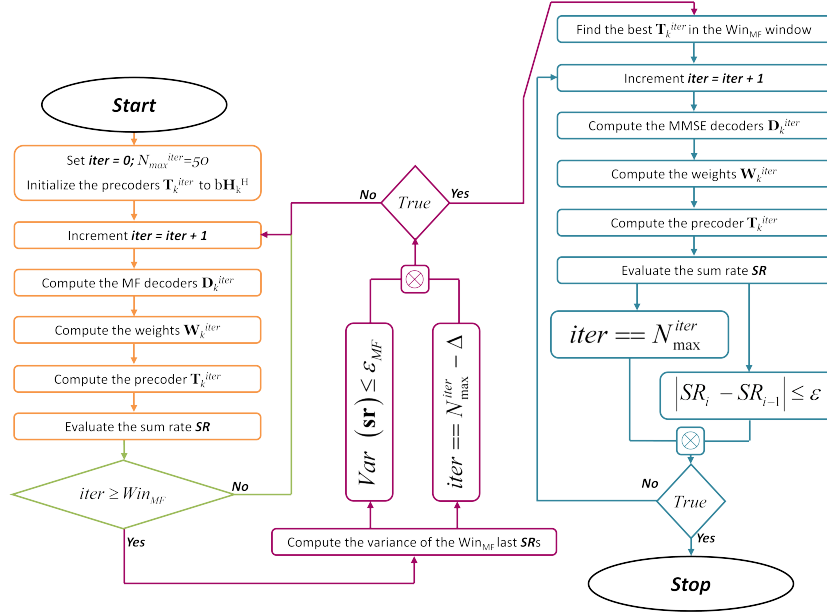 Start
Set iter = 0; N_max^iter=50
Initialize the precoders T_k^iter to bH_k^H
Increment iter = iter + 1
Compute the MF decoders D_k^iter
Compute the weights W_k^iter
Compute the precoder T_k^iter
Evaluate the sum rate SR
iter ≥ Win_MF
No
Yes
Compute the variance of the Win_MF last SRs
Var (sr) ≤ ε_MF
iter == N_max^iter − Δ
⊗
True
No
Yes
Find the best T_k^iter in the Win_MF window
Increment iter = iter + 1
Compute the MMSE decoders D_k^iter
Compute the weights W_k^iter
Compute the precoder T_k^iter
Evaluate the sum rate SR
iter == N_max^iter
|SR_i − SR_i−1| ≤ ε
⊗
No
True
Yes
Stop